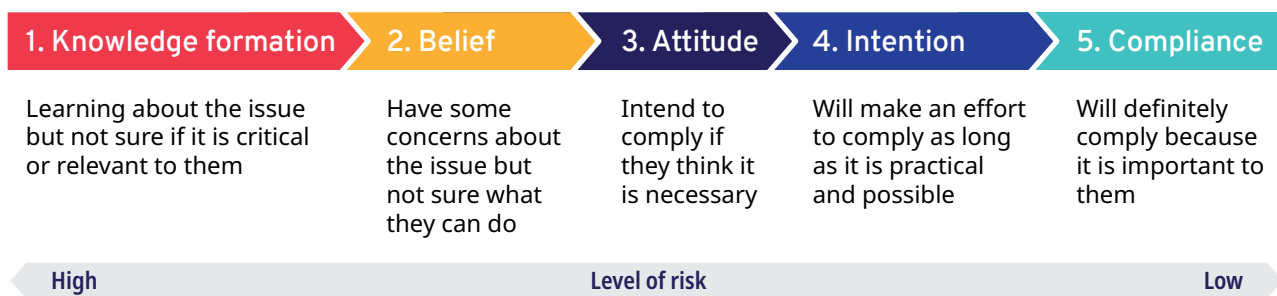 1. Knowledge formation
2. Belief
3. Attitude
4. Intention
5. Compliance
Learning about the issue
but not sure if it is critical
or relevant to them
Have some
concerns about
the issue but
not sure what
they can do
Intend to
comply if
they think it
is necessary
Will make an effort
to comply as long
as it is practical
and possible
Will definitely
comply because
it is important to
them
High
Level of risk
Low